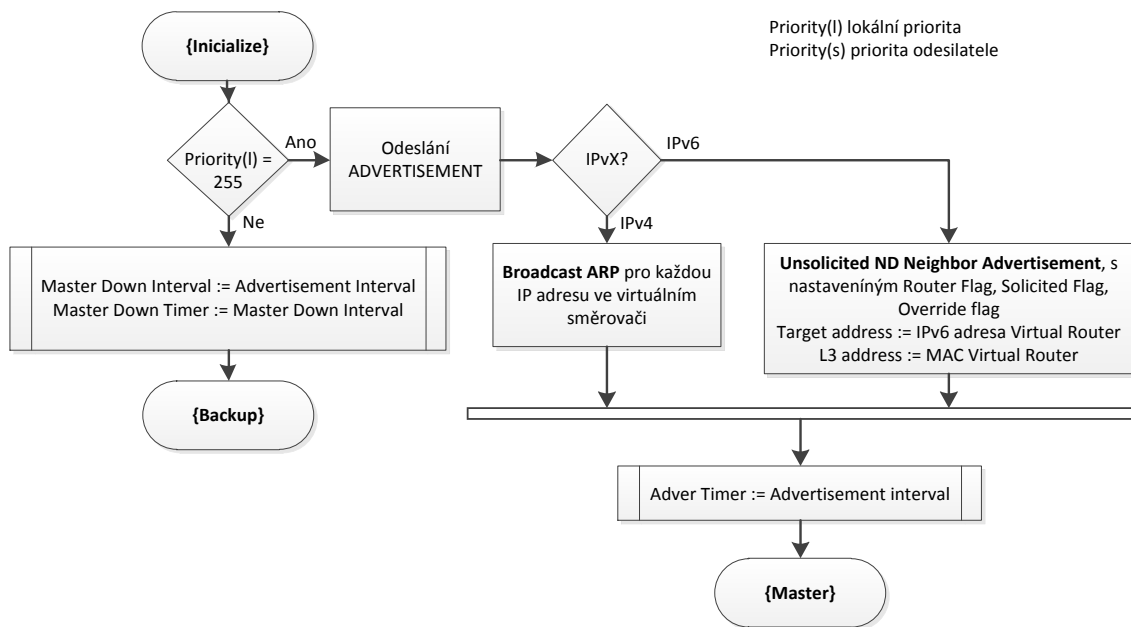 {Inicialize}
Priority(l) lokální priorita
Priority(s) priorita odesilatele
Priority(l) =
255
Ano
Ne
Odeslání
ADVERTISEMENT
IPvX?
IPv6
IPv4
Master Down Interval := Advertisement Interval
Master Down Timer := Master Down Interval
{Backup}
Broadcast ARP pro každou
IP adresu ve virtuálním
směrovači
Unsolicited ND Neighbor Advertisement, s
nastaveníným Router Flag, Solicited Flag,
Override flag
Target address := IPv6 adresa Virtual Router
L3 address := MAC Virtual Router
Adver Timer := Advertisement interval
{Master}